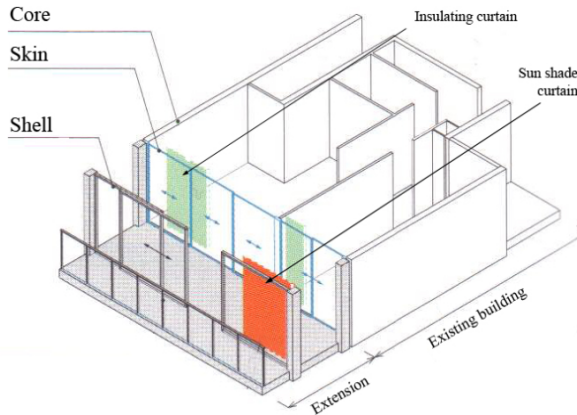 Core
Skin
Shell
Insulating curtain
Sun shade
curtain
Existing building
Extension